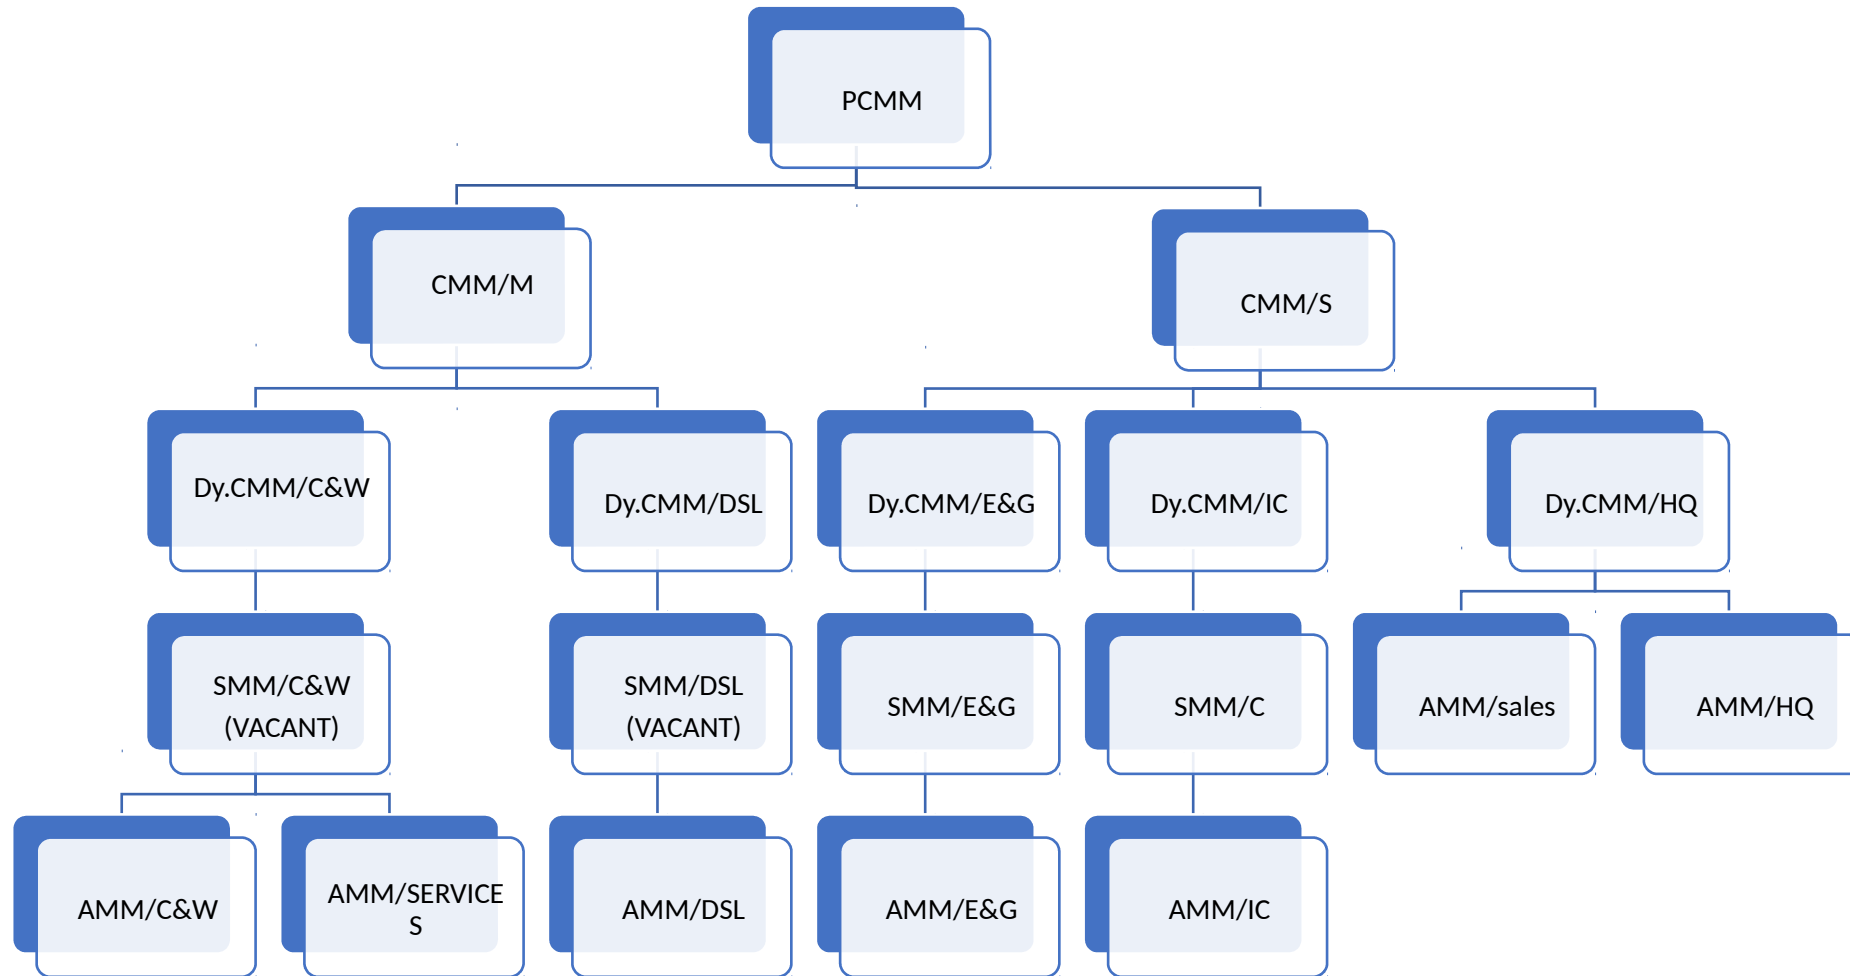 PCMM
CMM/M
CMM/S
Dy.CMM/C&W
Dy.CMM/DSL
Dy.CMM/E&G
Dy.CMM/IC
Dy.CMM/HQ
SMM/C&W
(VACANT)
SMM/DSL
(VACANT)
SMM/E&G
SMM/C
AMM/sales
AMM/HQ
AMM/C&W
AMM/SERVICE
S
AMM/DSL
AMM/E&G
AMM/IC